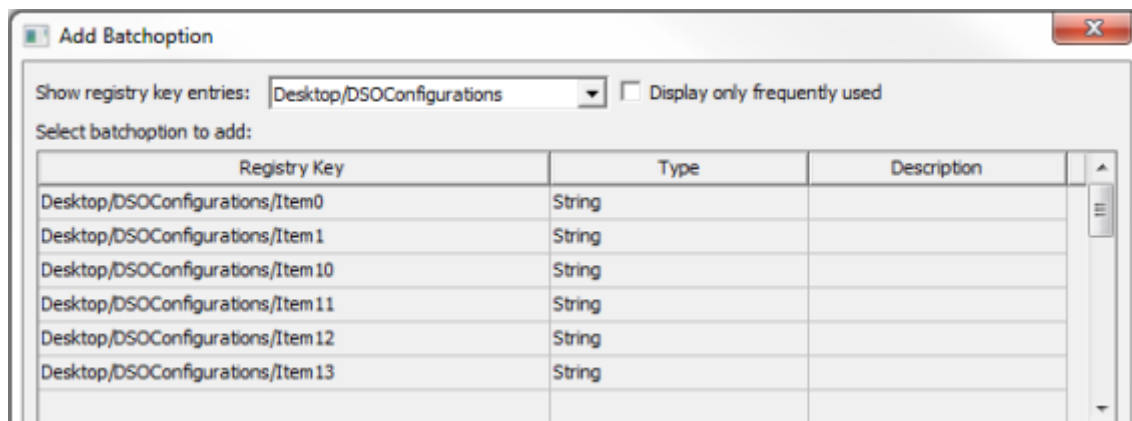 Add Batchoption
Show registry key entries: Desktop/DSOConfigurations Display only frequently used
Select batchoption to add:
Registry Key Type Description
Desktop/DSOConfigurations/Item0 String
Desktop/DSOConfigurations/Item1 String
Desktop/DSOConfigurations/Item10 String
Desktop/DSOConfigurations/Item11 String
Desktop/DSOConfigurations/Item12 String
Desktop/DSOConfigurations/Item13 String